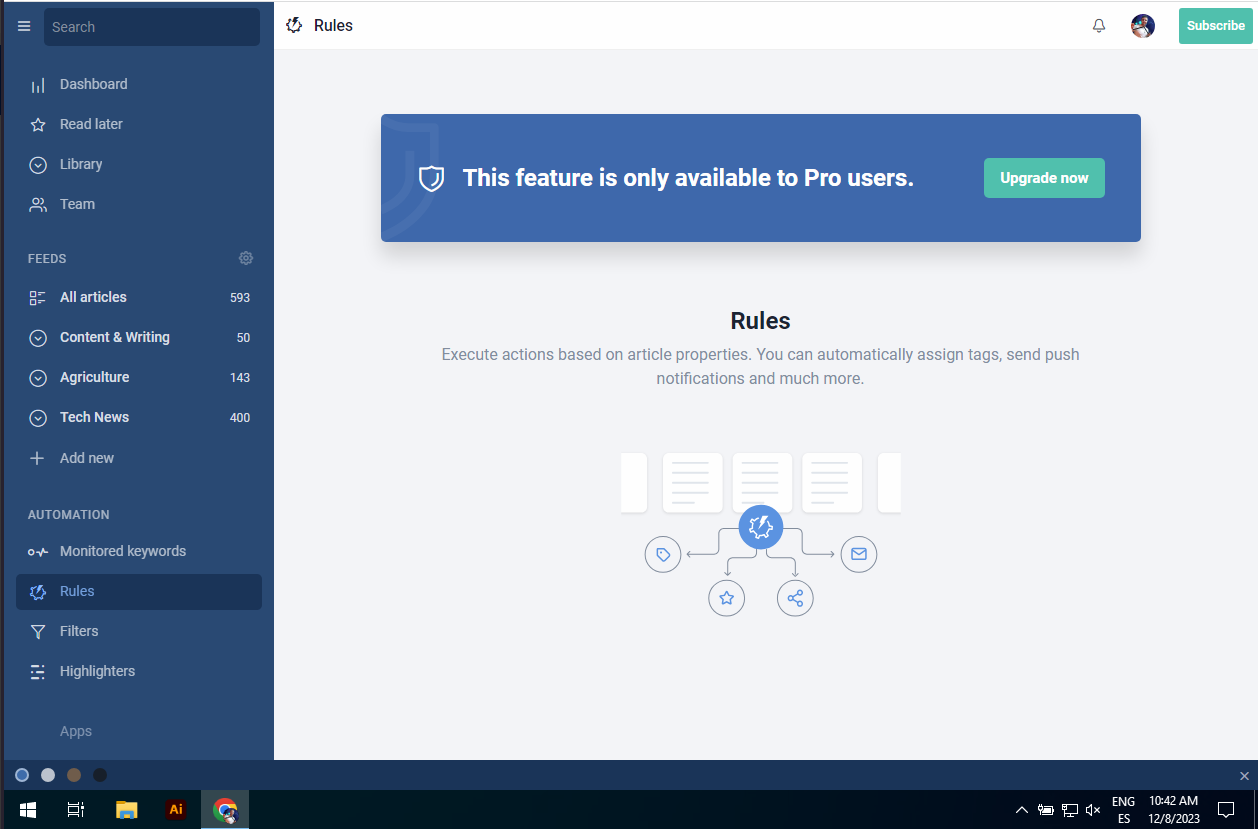 Search
Rules
Subscribe
Dashboard
Read later
Library
Team
FEEDS
All articles 593
Content & Writing 50
Agriculture 143
Tech News 400
Add new
AUTOMATION
Monitored keywords
Rules
Filters
Highlighters
Apps
This feature is only available to Pro users.
Upgrade now
Rules
Execute actions based on article properties. You can automatically assign tags, send push
notifications and much more.
Ai
ENG
ES
10:42 AM
12/8/2023